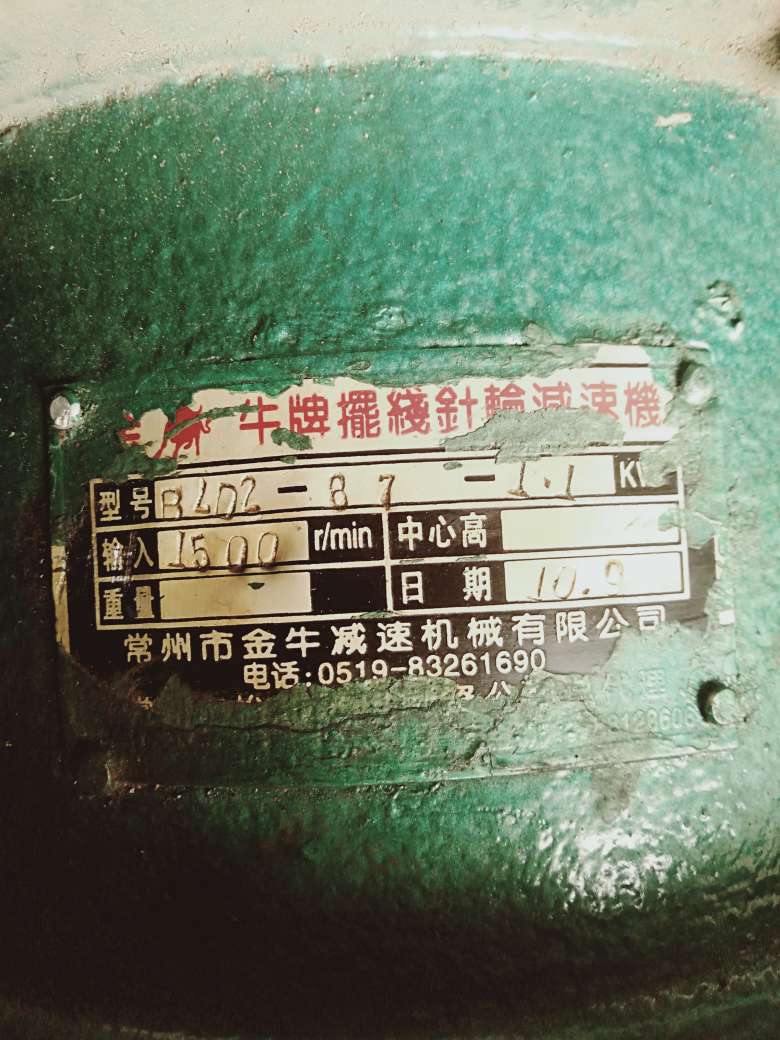 牛牌擺綫針輪減速機
型号 BLD2-87-1.1 K
输入 1500 r/min 中心高
重量 日期 10.9
常州市金牛减速机械有限公司
电话:0519-83261690